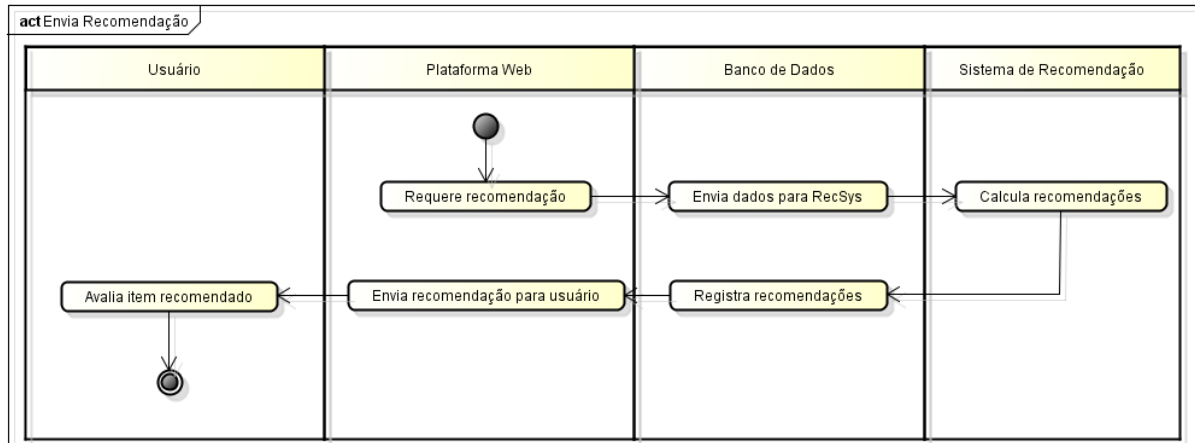 act Envia Recomendação
Usuário
Plataforma Web
Banco de Dados
Sistema de Recomendação
Requere recomendação
Envia dados para RecSys
Calcula recomendações
Avalia item recomendado
Envia recomendação para usuário
Registra recomendações